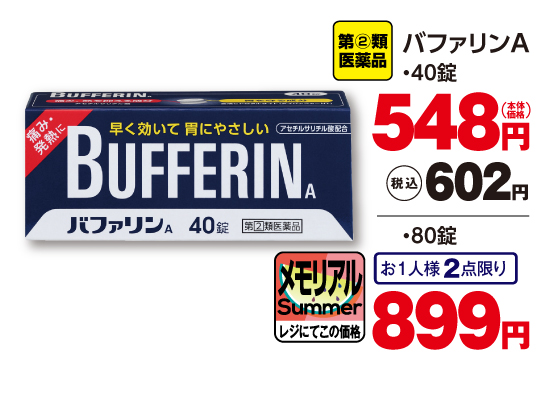 第②類
医薬品
バファリンA
・40錠
548円(本体価格)
税込602円
・80錠
お1人様2点限り
メモリアル
Summer
レジにてこの価格
899円
BUFFERIN
40錠
痛み・
発熱に
早く効いて 胃にやさしい
アセチルサリチル酸配合
BUFFERIN A
バファリンA 40錠 第②類医薬品